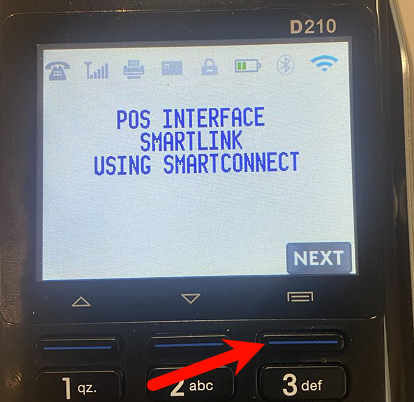 D210
POS INTERFACE
SMARTLINK
USING SMARTCONNECT
NEXT
1 qz.
2 abc
3 def